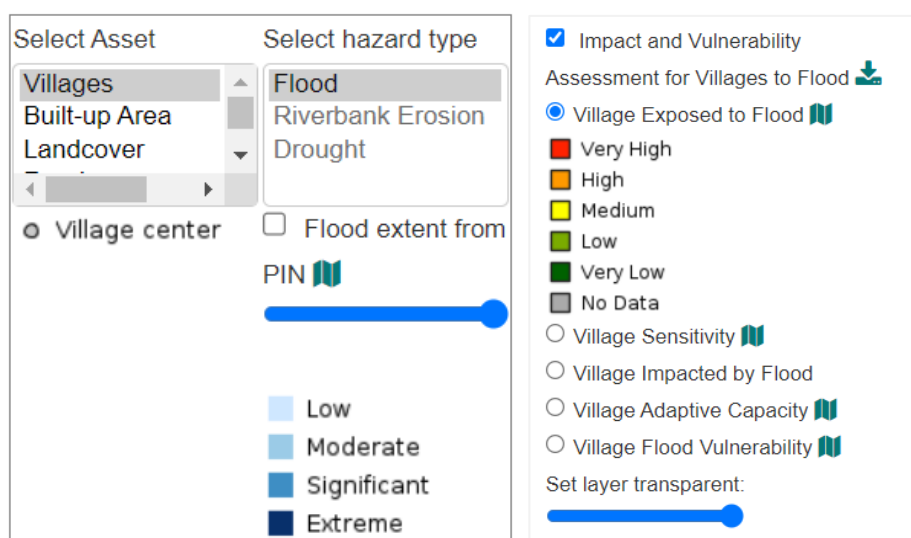 Select Asset
Villages
Built-up Area
Landcover
Village center
Select hazard type
Flood
Riverbank Erosion
Drought
Flood extent from
PIN
Low
Moderate
Significant
Extreme
Impact and Vulnerability
Assessment for Villages to Flood
Village Exposed to Flood
Very High
High
Medium
Low
Very Low
No Data
Village Sensitivity
Village Impacted by Flood
Village Adaptive Capacity
Village Flood Vulnerability
Set layer transparent: